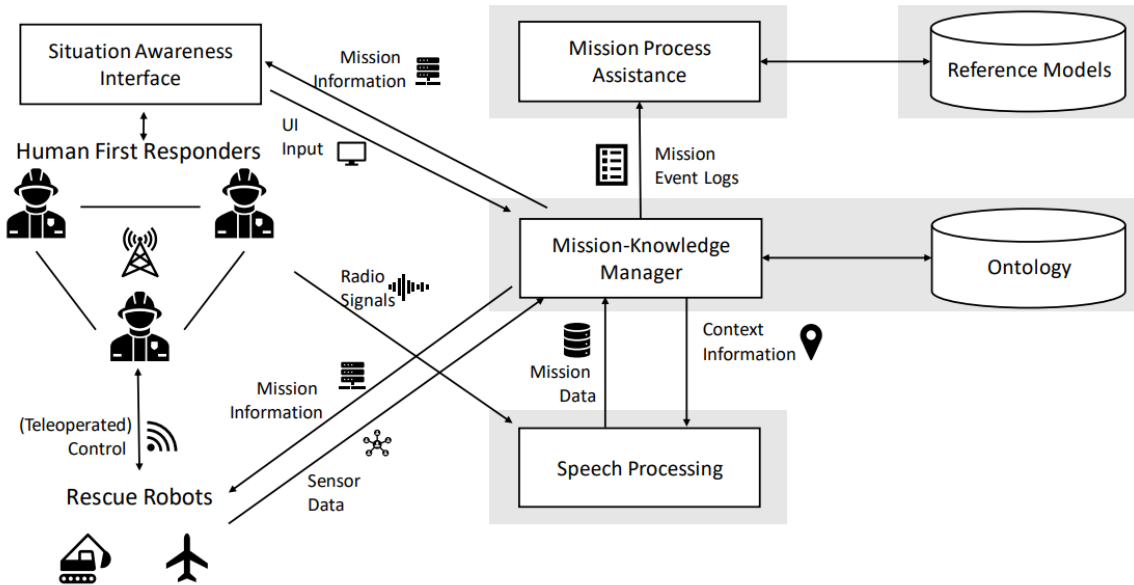 Situation Awareness
Interface
Mission
Information
Mission Process
Assistance
Reference Models
UI
Input
Human First Responders
Mission
Event Logs
Mission-Knowledge
Manager
Ontology
Radio
Signals
Context
Information
Mission
Data
Mission
Information
(Teleoperated)
Control
Sensor
Data
Speech Processing
Rescue Robots